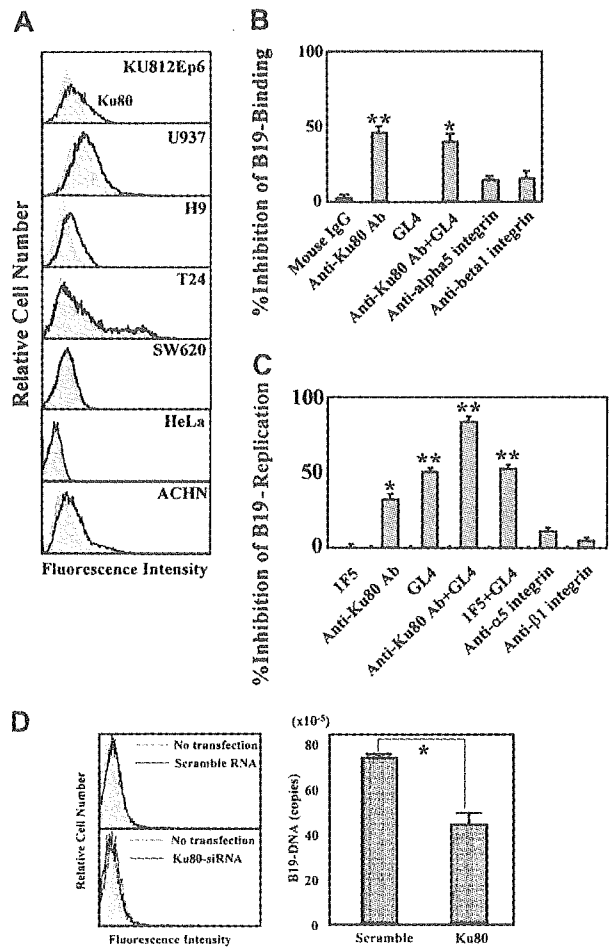 A
KU812Ep6
Ku80
U937
H9
T24
SW620
HeLa
ACHN
Relative Cell Number
Fluorescence Intensity
B
100
50
0
%Inhibition of B19-Binding
**
*
Mouse IgG
Anti-Ku80 Ab
GL4
Anti-Ku80 Ab+GL4
Anti-alpha5 integrin
Anti-beta1 integrin
C
100
50
0
%Inhibition of B19-Replication
*
**
**
**
1F5
Anti-Ku80 Ab
GL4
Anti-Ku80 Ab+GL4
1F5+GL4
Anti-α5 integrin
Anti-β1 integrin
D
No transfection
Scramble RNA
No transfection
Ku80-siRNA
Relative Cell Number
Fluorescence Intensity
(x10⁻⁵)
80
60
40
20
0
B19-DNA (copies)
*
Scramble
Ku80